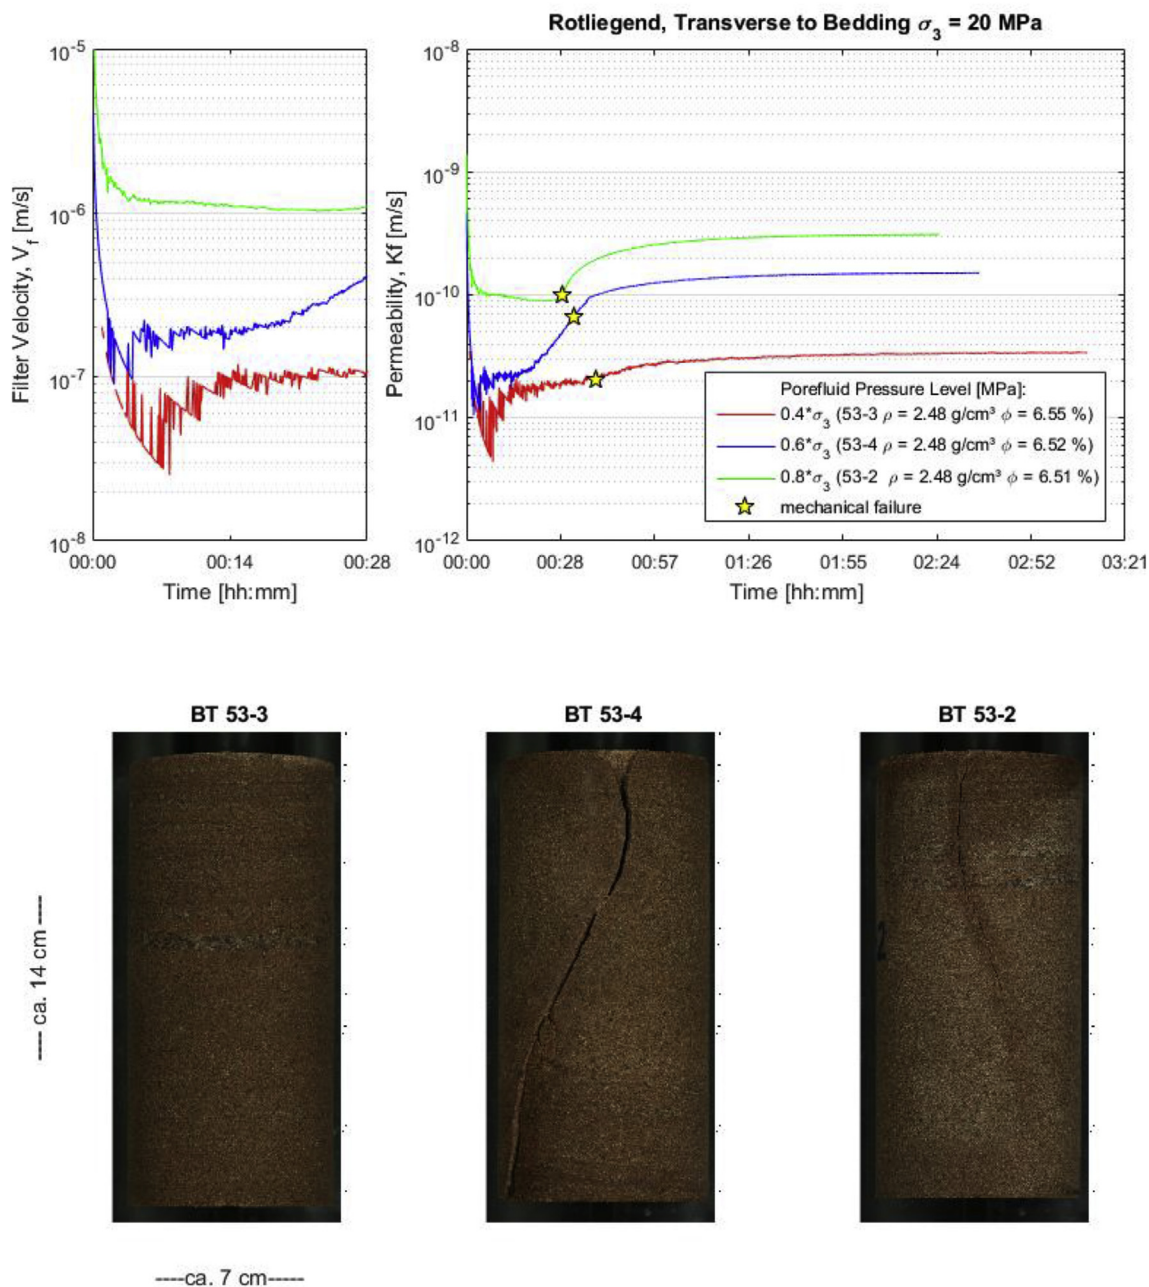 Rotliegend, Transverse to Bedding σ₃ = 20 MPa
Filter Velocity, V_f [m/s]
10⁻⁵
10⁻⁶
10⁻⁷
10⁻⁸
00:00 00:14 00:28
Time [hh:mm]
Permeability, Kf [m/s]
10⁻⁸
10⁻⁹
10⁻¹⁰
10⁻¹¹
10⁻¹²
Porefluid Pressure Level [MPa]:
0.4*σ₃ (53-3 ρ = 2.48 g/cm³ ϕ = 6.55 %)
0.6*σ₃ (53-4 ρ = 2.48 g/cm³ ϕ = 6.52 %)
0.8*σ₃ (53-2 ρ = 2.48 g/cm³ ϕ = 6.51 %)
mechanical failure
00:00 00:28 00:57 01:26 01:55 02:24 02:52 03:21
Time [hh:mm]
BT 53-3 BT 53-4 BT 53-2
2
---- ca. 14 cm ----
----ca. 7 cm-----